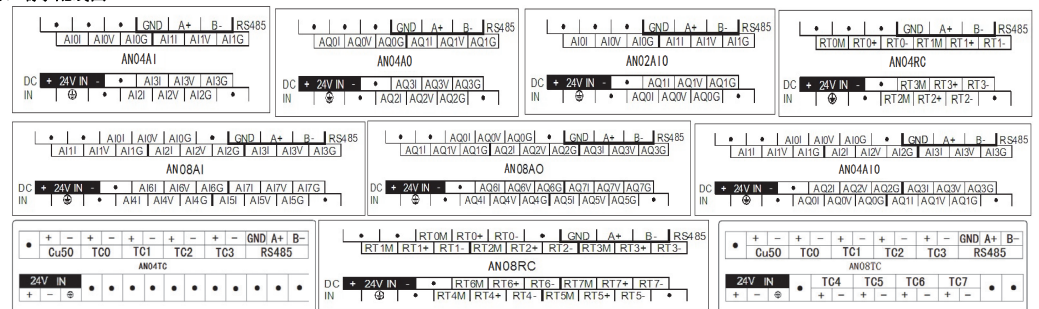 GND A+ B- RS485
AI0I AI0V AI0G AI1I AI1V AI1G
AN04AI
DC + 24V IN - • AI3I AI3V AI3G
IN AI2I AI2V AI2G •
GND A+ B- RS485
AQ0I AQ0V AQ0G AQ1I AQ1V AQ1G
AN04AO
DC + 24V IN - • AQ3I AQ3V AQ3G
IN AQ2I AQ2V AQ2G •
GND A+ B- RS485
AI0I AI0V AI0G AI1I AI1V AI1G
AN02AIO
DC + 24V IN - • AQ1I AQ1V AQ1G
IN • AQ0I AQ0V AQ0G •
GND A+ B- RS485
RT0M RT0+ RT0- RT1M RT1+ RT1-
AN04RC
DC + 24V IN - • RT3M RT3+ RT3-
IN • RT2M RT2+ RT2- •
• • • AI0I AI0V AI0G • GND A+ B- RS485
AI1I AI1V AI1G AI2I AI2V AI2G AI3I AI3V AI3G
AN08AI
DC + 24V IN - • AI6I AI6V AI6G AI7I AI7V AI7G
IN • AI4I AI4V AI4G AI5I AI5V AI5G •
• • • AQ0I AQ0V AQ0G • GND A+ B- RS485
AQ1I AQ1V AQ1G AQ2I AQ2V AQ2G AQ3I AQ3V AQ3G
AN08AO
DC + 24V IN - • AQ6I AQ6V AQ6G AQ7I AQ7V AQ7G
IN • AQ4I AQ4V AQ4G AQ5I AQ5V AQ5G •
• • • AI0I AI0V AI0G • GND A+ B- RS485
AI1I AI1V AI1G AI2I AI2V AI2G AI3I AI3V AI3G
AN04AIO
DC + 24V IN - • AQ2I AQ2V AQ2G AQ3I AQ3V AQ3G
IN • AQ0I AQ0V AQ0G AQ1I AQ1V AQ1G •
+ - + - + - + - + - GND A+ B-
• Cu50 TC0 TC1 TC2 TC3 RS485
AN04TC
24V IN
+ -
• • • RT0M RT0+ RT0- • GND A+ B- RS485
RT1M RT1+ RT1- RT2M RT2+ RT2- RT3M RT3+ RT3-
AN08RC
DC + 24V IN - • RT6M RT6+ RT6- RT7M RT7+ RT7-
IN • RT4M RT4+ RT4- RT5M RT5+ RT5- •
+ - + - + - + - + - GND A+ B-
• Cu50 TC0 TC1 TC2 TC3 RS485
AN08TC
24V IN • TC4 TC5 TC6 TC7 • •
+ - + - + - + - + -